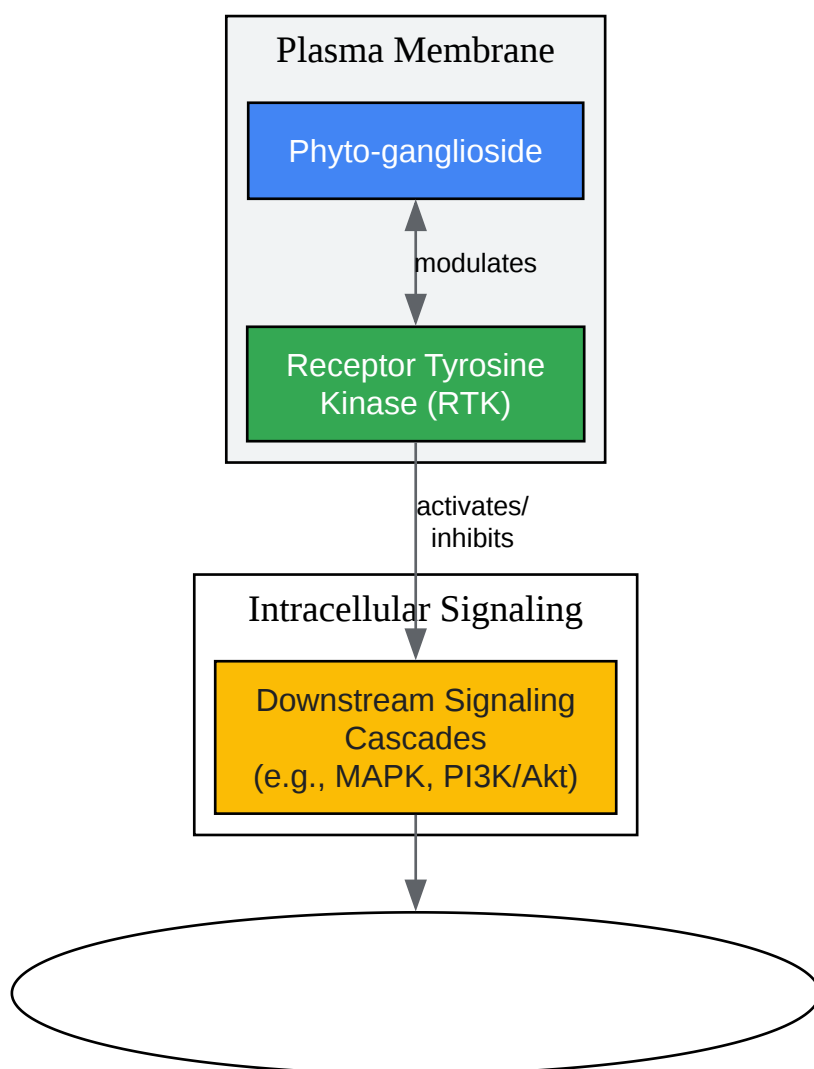 Plasma Membrane
Phyto-ganglioside
modulates
Receptor Tyrosine
Kinase (RTK)
activates/
inhibits
Intracellular Signaling
Downstream Signaling
Cascades
(e.g., MAPK, PI3K/Akt)